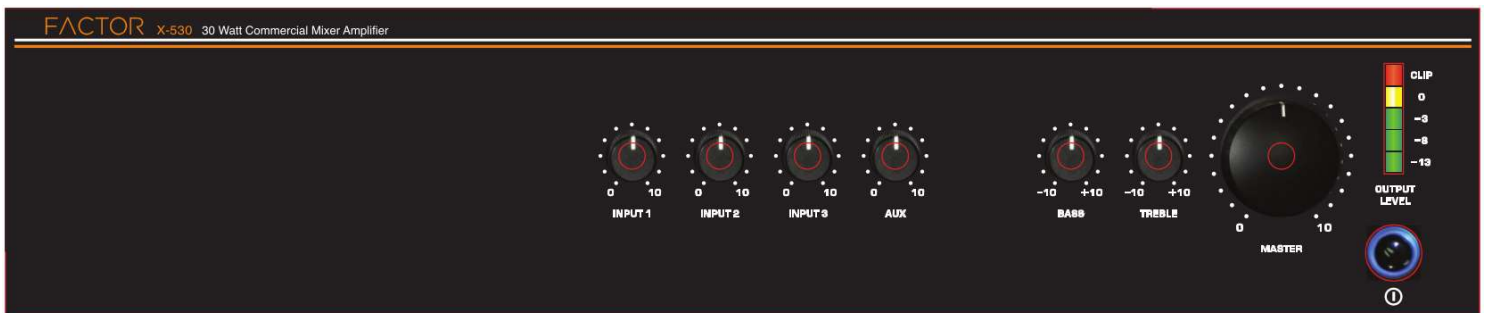 FACTOR X-530 30 Watt Commercial Mixer Amplifier
CLIP
0
-3
-8
-13
OUTPUT
LEVEL
0 10
INPUT 1
0 10
INPUT 2
0 10
INPUT 3
0 10
AUX
-10 +10
BASS
-10 +10
TREBLE
0 10
MASTER